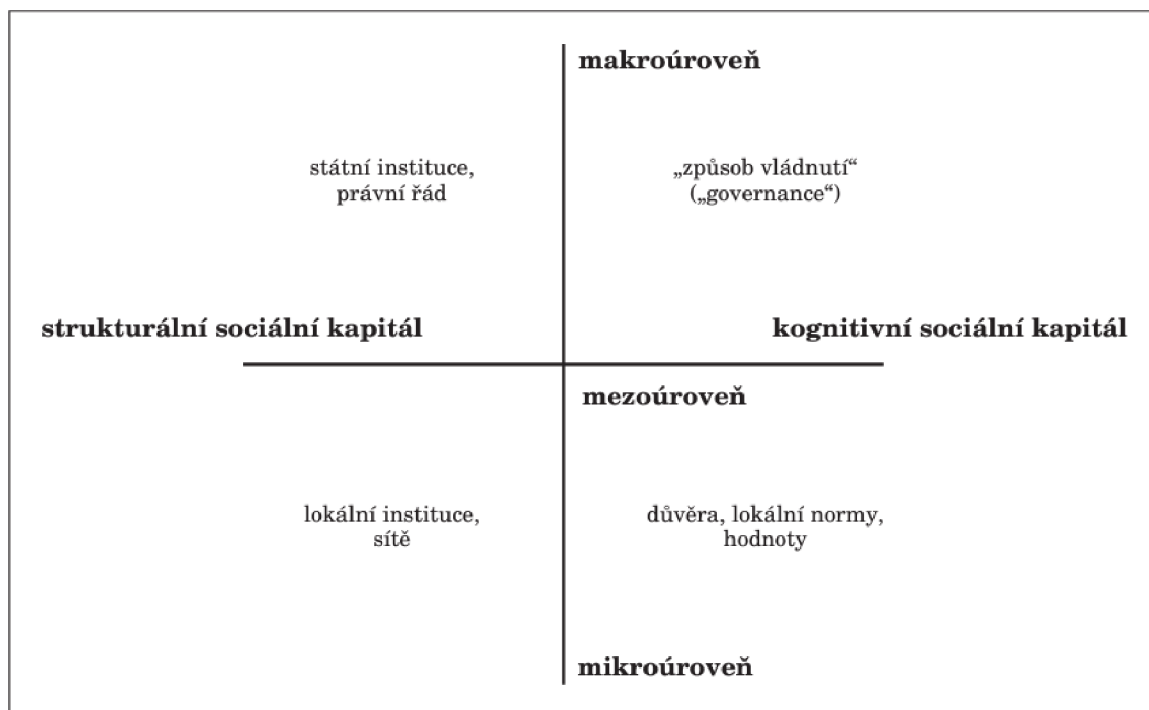 makroúroveň
státní instituce,
právní řád
„způsob vládnutí“
(„governance“)
strukturální sociální kapitál
kognitivní sociální kapitál
mezoúroveň
lokální instituce,
sítě
důvěra, lokální normy,
hodnoty
mikroúroveň